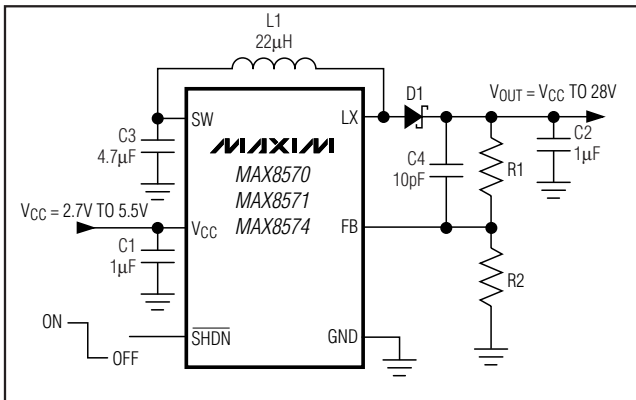 L1
22μH
SW
LX
D1
VOUT = VCC TO 28V
C3
4.7μF
MAXIM
MAX8570
MAX8571
MAX8574
C4
10pF
R1
C2
1μF
VCC = 2.7V TO 5.5V
VCC
FB
C1
1μF
R2
ON
OFF
SHDN
GND